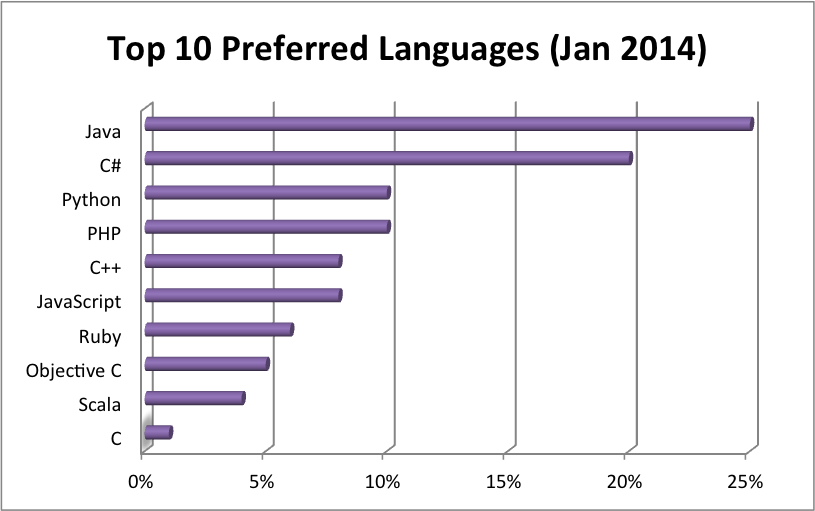 Top 10 Preferred Languages (Jan 2014)
Java
C#
Python
PHP
C++
JavaScript
Ruby
Objective C
Scala
C
0% 5% 10% 15% 20% 25%